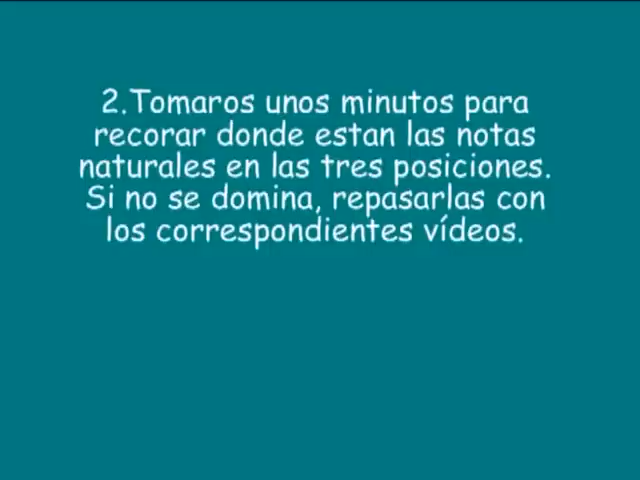 2.Tomaros unos minutos para
recorar donde estan las notas
naturales en las tres posiciones.
Si no se domina, repasarlas con
los correspondientes vídeos.